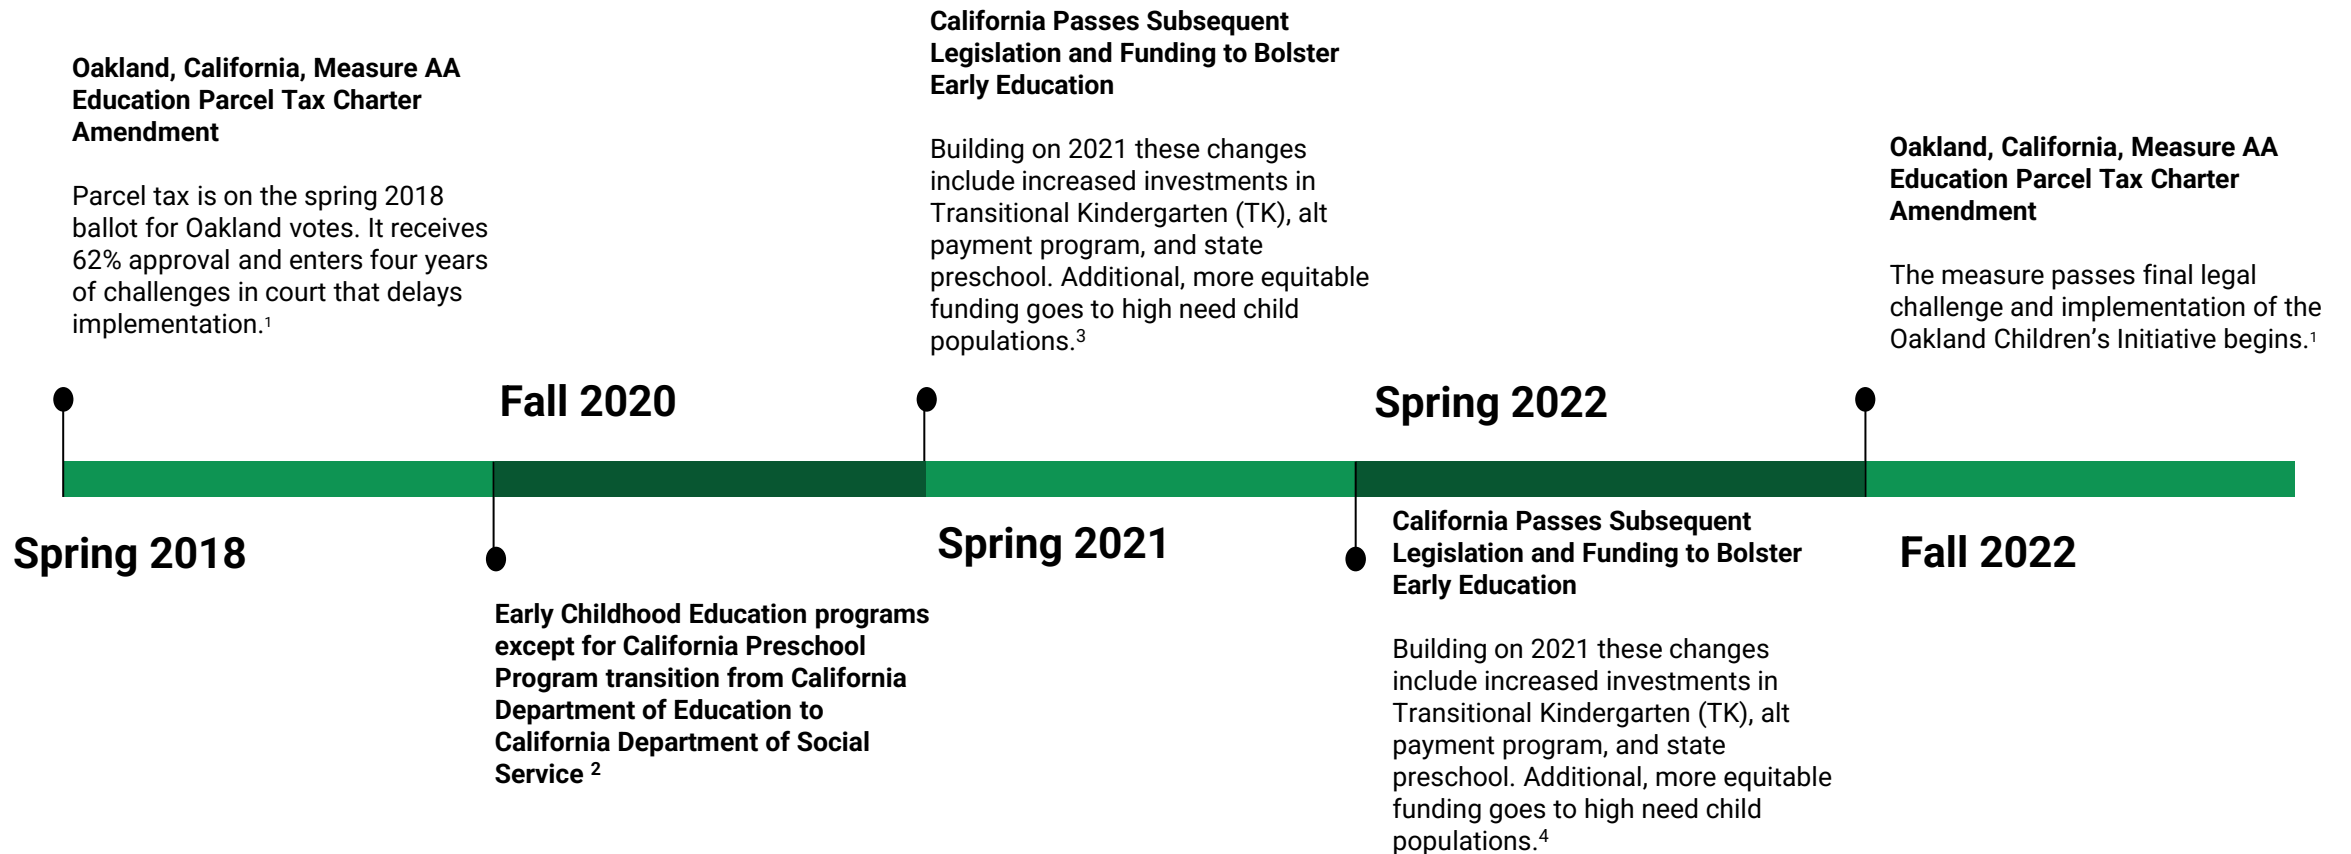 Oakland, California, Measure AA
Education Parcel Tax Charter
Amendment
Parcel tax is on the spring 2018
ballot for Oakland votes. It receives
62% approval and enters four years
of challenges in court that delays
implementation.¹
Spring 2018
Fall 2020
Early Childhood Education programs
except for California Preschool
Program transition from California
Department of Education to
California Department of Social
Service ²
California Passes Subsequent
Legislation and Funding to Bolster
Early Education
Building on 2021 these changes
include increased investments in
Transitional Kindergarten (TK), alt
payment program, and state
preschool. Additional, more equitable
funding goes to high need child
populations.³
Spring 2021
Spring 2022
California Passes Subsequent
Legislation and Funding to Bolster
Early Education
Building on 2021 these changes
include increased investments in
Transitional Kindergarten (TK), alt
payment program, and state
preschool. Additional, more equitable
funding goes to high need child
populations.⁴
Oakland, California, Measure AA
Education Parcel Tax Charter
Amendment
The measure passes final legal
challenge and implementation of the
Oakland Children’s Initiative begins.¹
Fall 2022